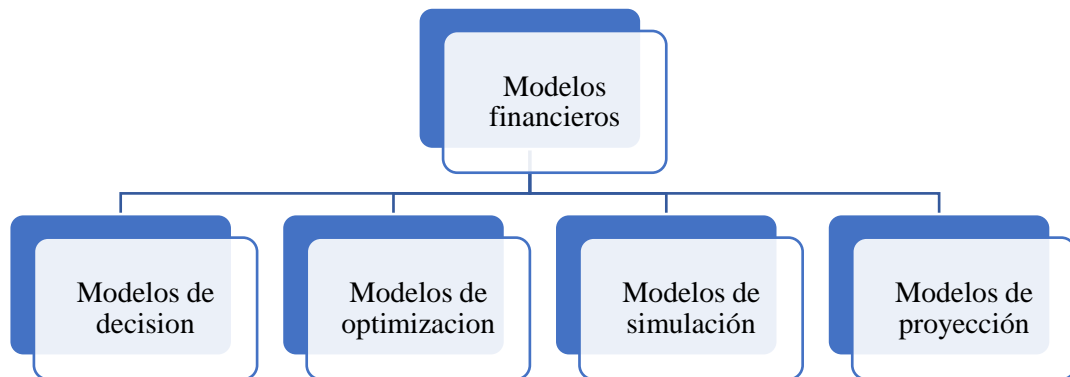 Modelos
financieros
Modelos de
decision
Modelos de
optimizacion
Modelos de
simulación
Modelos de
proyección